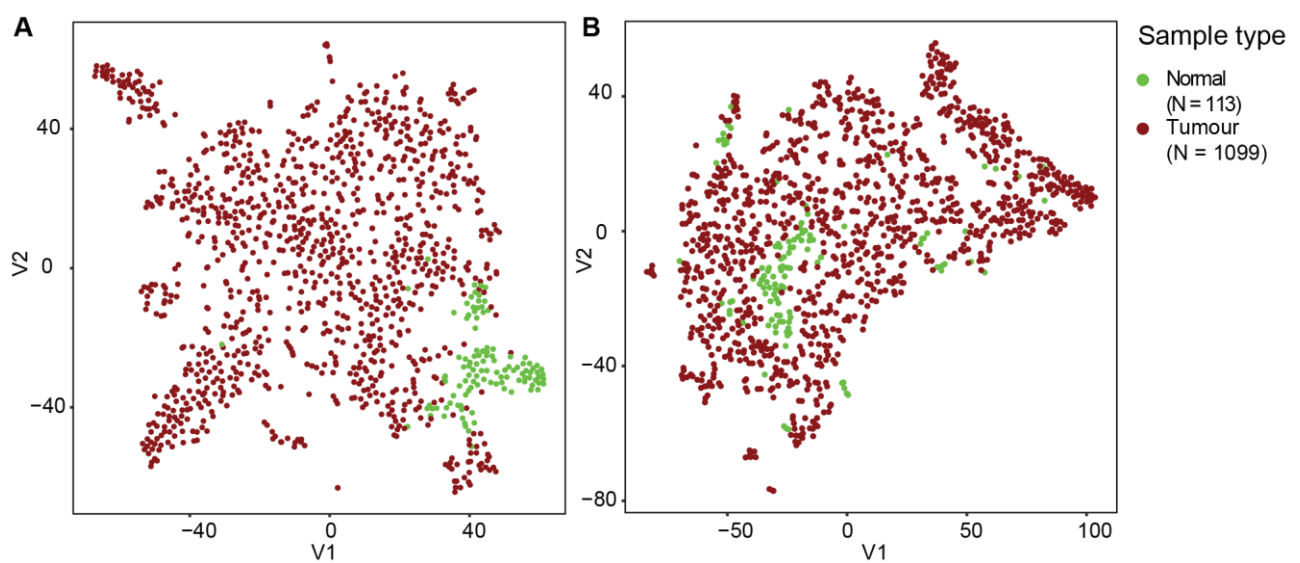 A
40
0
−40
V2
−40
0
40
V1
B
40
0
−40
−80
V2
−50
0
50
100
V1
Sample type
Normal
(N = 113)
Tumour
(N = 1099)